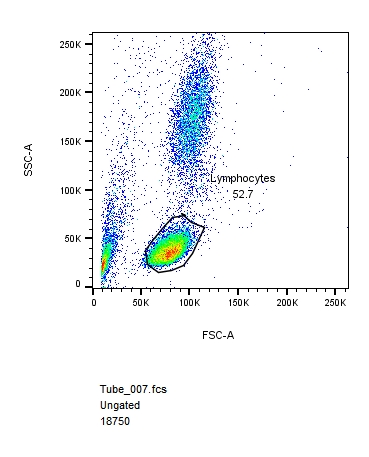 250K
200K
150K
100K
50K
0
SSC-A
Lymphocytes
52.7
0 50K 100K 150K 200K 250K
FSC-A
Tube_007.fcs
Ungated
18750